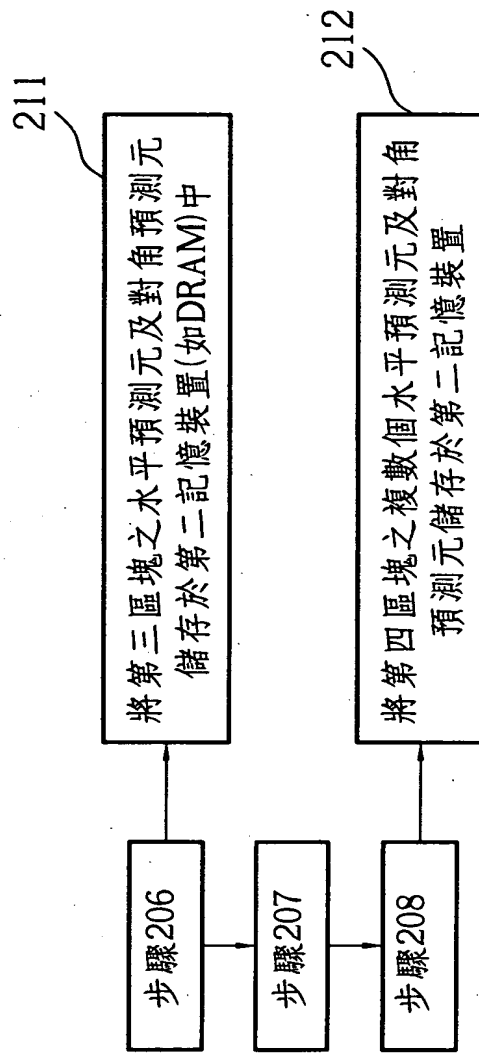 步驟206
步驟207
步驟208
211
將第三區塊之水平預測元及對角預測元
儲存於第二記憶裝置(如DRAM)中
212
將第四區塊之複數個水平預測元及對角
預測元儲存於第二記憶裝置